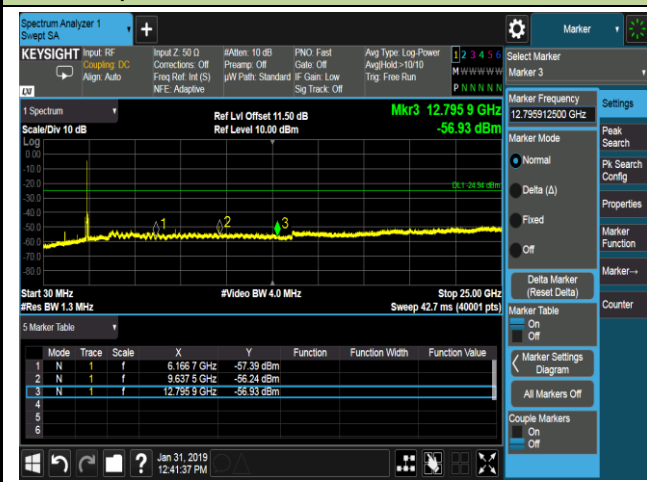 Spectrum Analyzer 1
Swept SA
Marker
KEYSIGHT
Input: RF
Coupling: DC
Align: Auto
Input Z: 50 Ω
Corrections: Off
Freq Ref: Int (S)
NFE: Adaptive
#Atten: 10 dB
Preamp: Off
µW Path: Standard
PNO: Fast
Gate: Off
IF Gain: Low
Sig Track: Off
Avg Type: Log-Power
Avg|Hold:>10/10
Trig: Free Run
1 2 3 4 5 6
M W W W W W
P N N N N N
Select Marker
Marker 3
LXI
1 Spectrum
Scale/Div 10 dB
Ref Lvl Offset 11.50 dB
Ref Level 10.00 dBm
Mkr3 12.795 9 GHz
-56.93 dBm
Log
0.00
-10.0
-20.0
-30.0
-40.0
-50.0
-60.0
-70.0
-80.0
DL1 -24.94 dBm
1
2
3
Start 30 MHz
#Res BW 1.3 MHz
#Video BW 4.0 MHz
Stop 25.00 GHz
Sweep 42.7 ms (40001 pts)
5 Marker Table
Mode Trace Scale X Y Function Function Width Function Value
1 N 1 f 6.166 7 GHz -57.39 dBm
2 N 1 f 9.637 5 GHz -56.24 dBm
3 N 1 f 12.795 9 GHz -56.93 dBm
4
5
6
Marker Frequency
12.795912500 GHz
Marker Mode
Normal
Delta (Δ)
Fixed
Off
Delta Marker
(Reset Delta)
Marker Table
On
Off
Marker Settings
Diagram
All Markers Off
Couple Markers
On
Off
Settings
Peak
Search
Pk Search
Config
Properties
Marker
Function
Marker→
Counter
?
Jan 31, 2019
12:41:37 PM